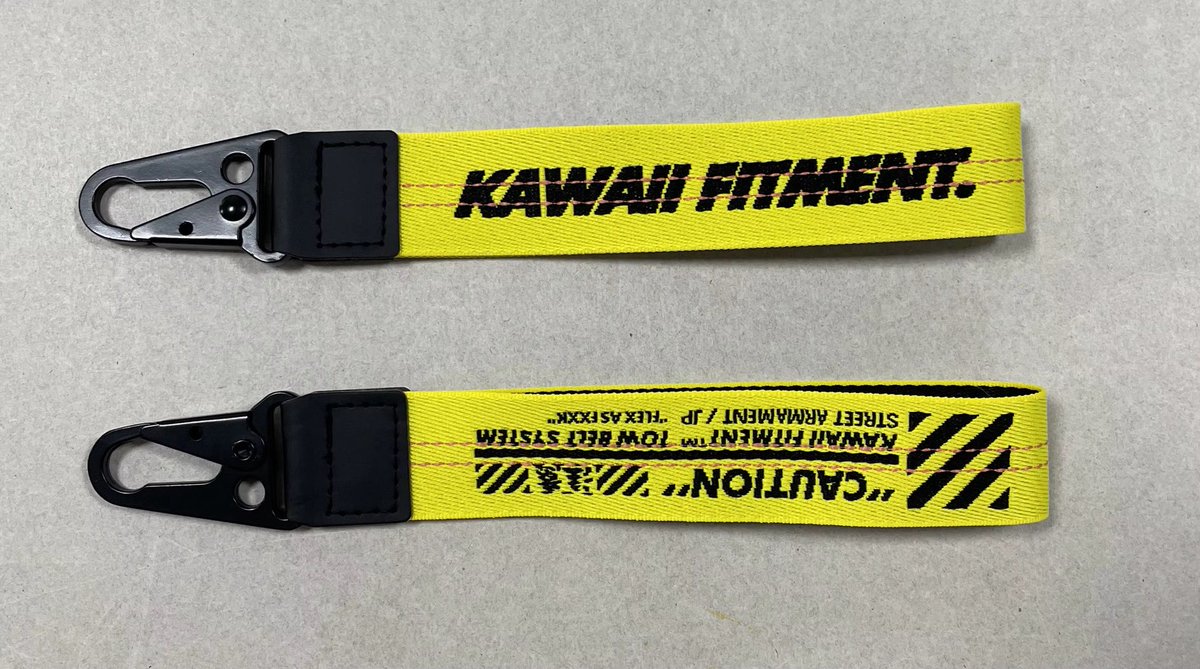 KAWAII FITMENT.
"CAUTION"
KAWAII FITMENT™ TOW BELT SYSTEM
STREET ARMAMENT / JP "FLEX AS FXXK"